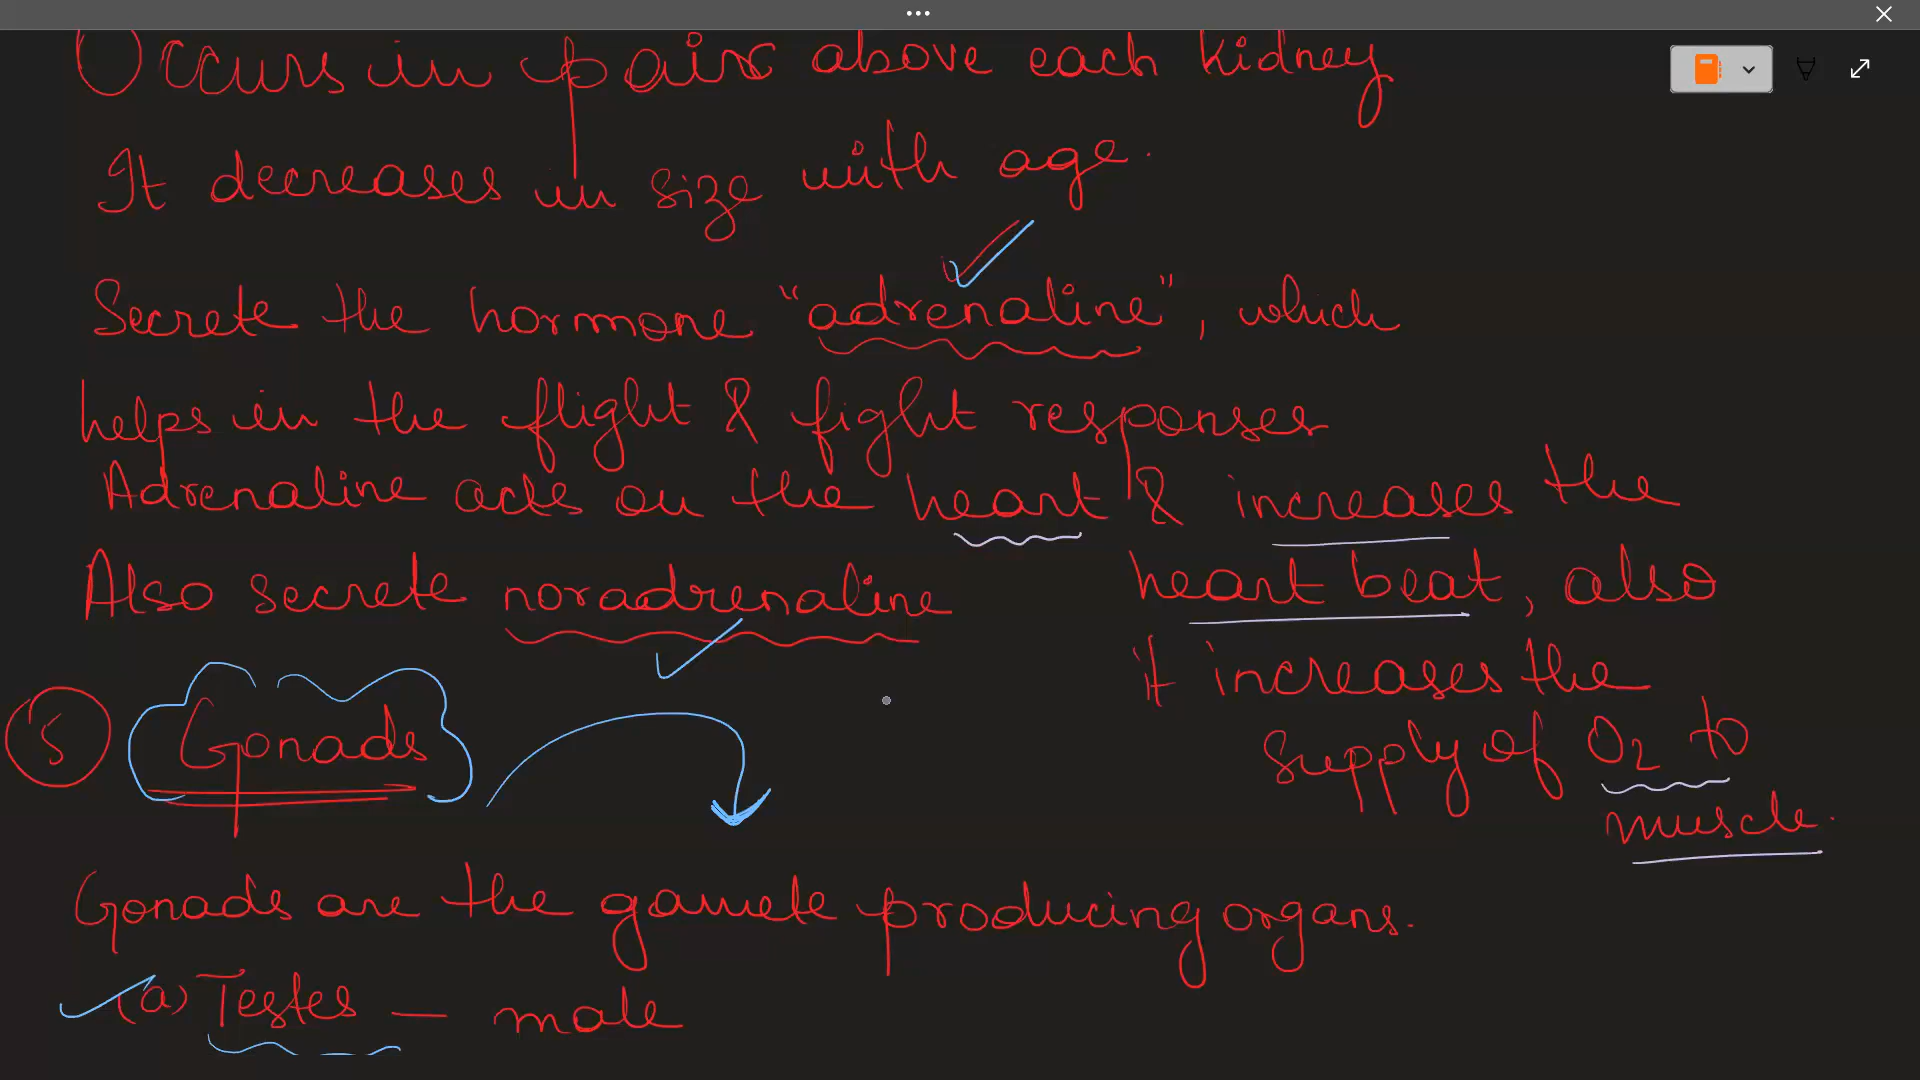 Occurs in pair above each kidney
It decreases in size with age.
Secrete the hormone "adrenaline", which
helps in the flight & fight responses
Adrenaline acts on the heart & increases the
heart beat, also
it increases the
supply of O2 to
muscle.
Also secrete noradrenaline
5 Gonads
Gonads are the gamete producing organs.
(a) Testes — male